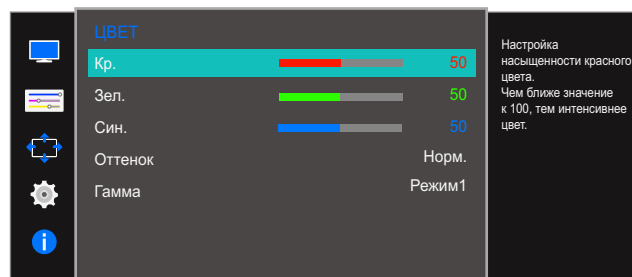 ЦВЕТ
Кр. 50
Зел. 50
Син. 50
Оттенок Норм.
Гамма Режим1
Настройка
насыщенности красного
цвета.
Чем ближе значение
к 100, тем интенсивнее
цвет.